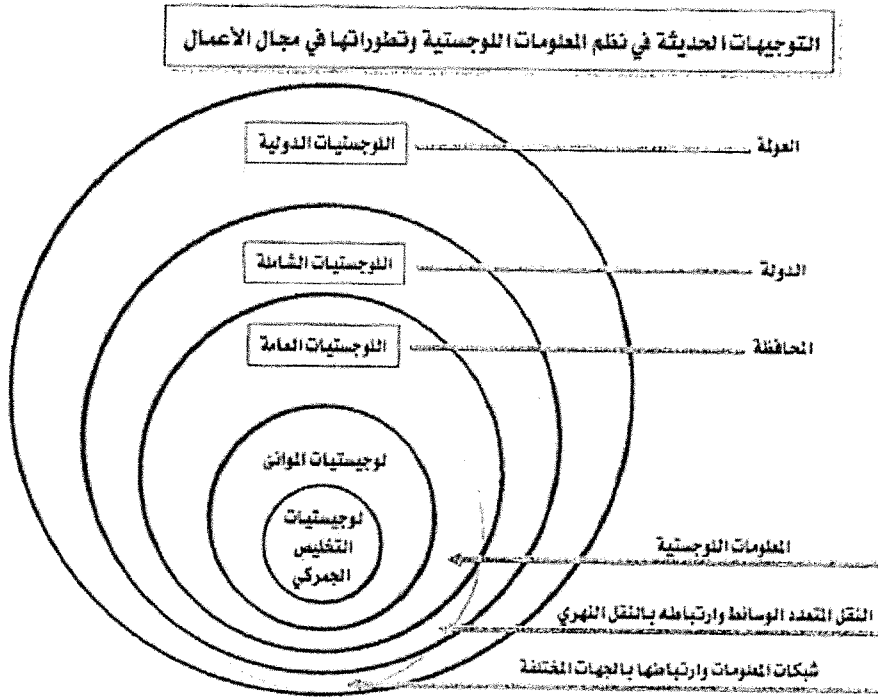 التوجيهات الحديثة في نظم المعلومات اللوجستية وتطوراتها في مجال الأعمال
العولمة
اللوجستيات الدولية
الدولة
اللوجستيات الشاملة
المحافظة
اللوجستيات العامة
لوجيستيات الموانئ
لوجيستيات
التخليص
الجمركي
المعلومات اللوجستية
النقل المتعدد الوسائط وارتباطه بالنقل النهري
شبكات المعلومات وارتباطها بالجهات المختلفة